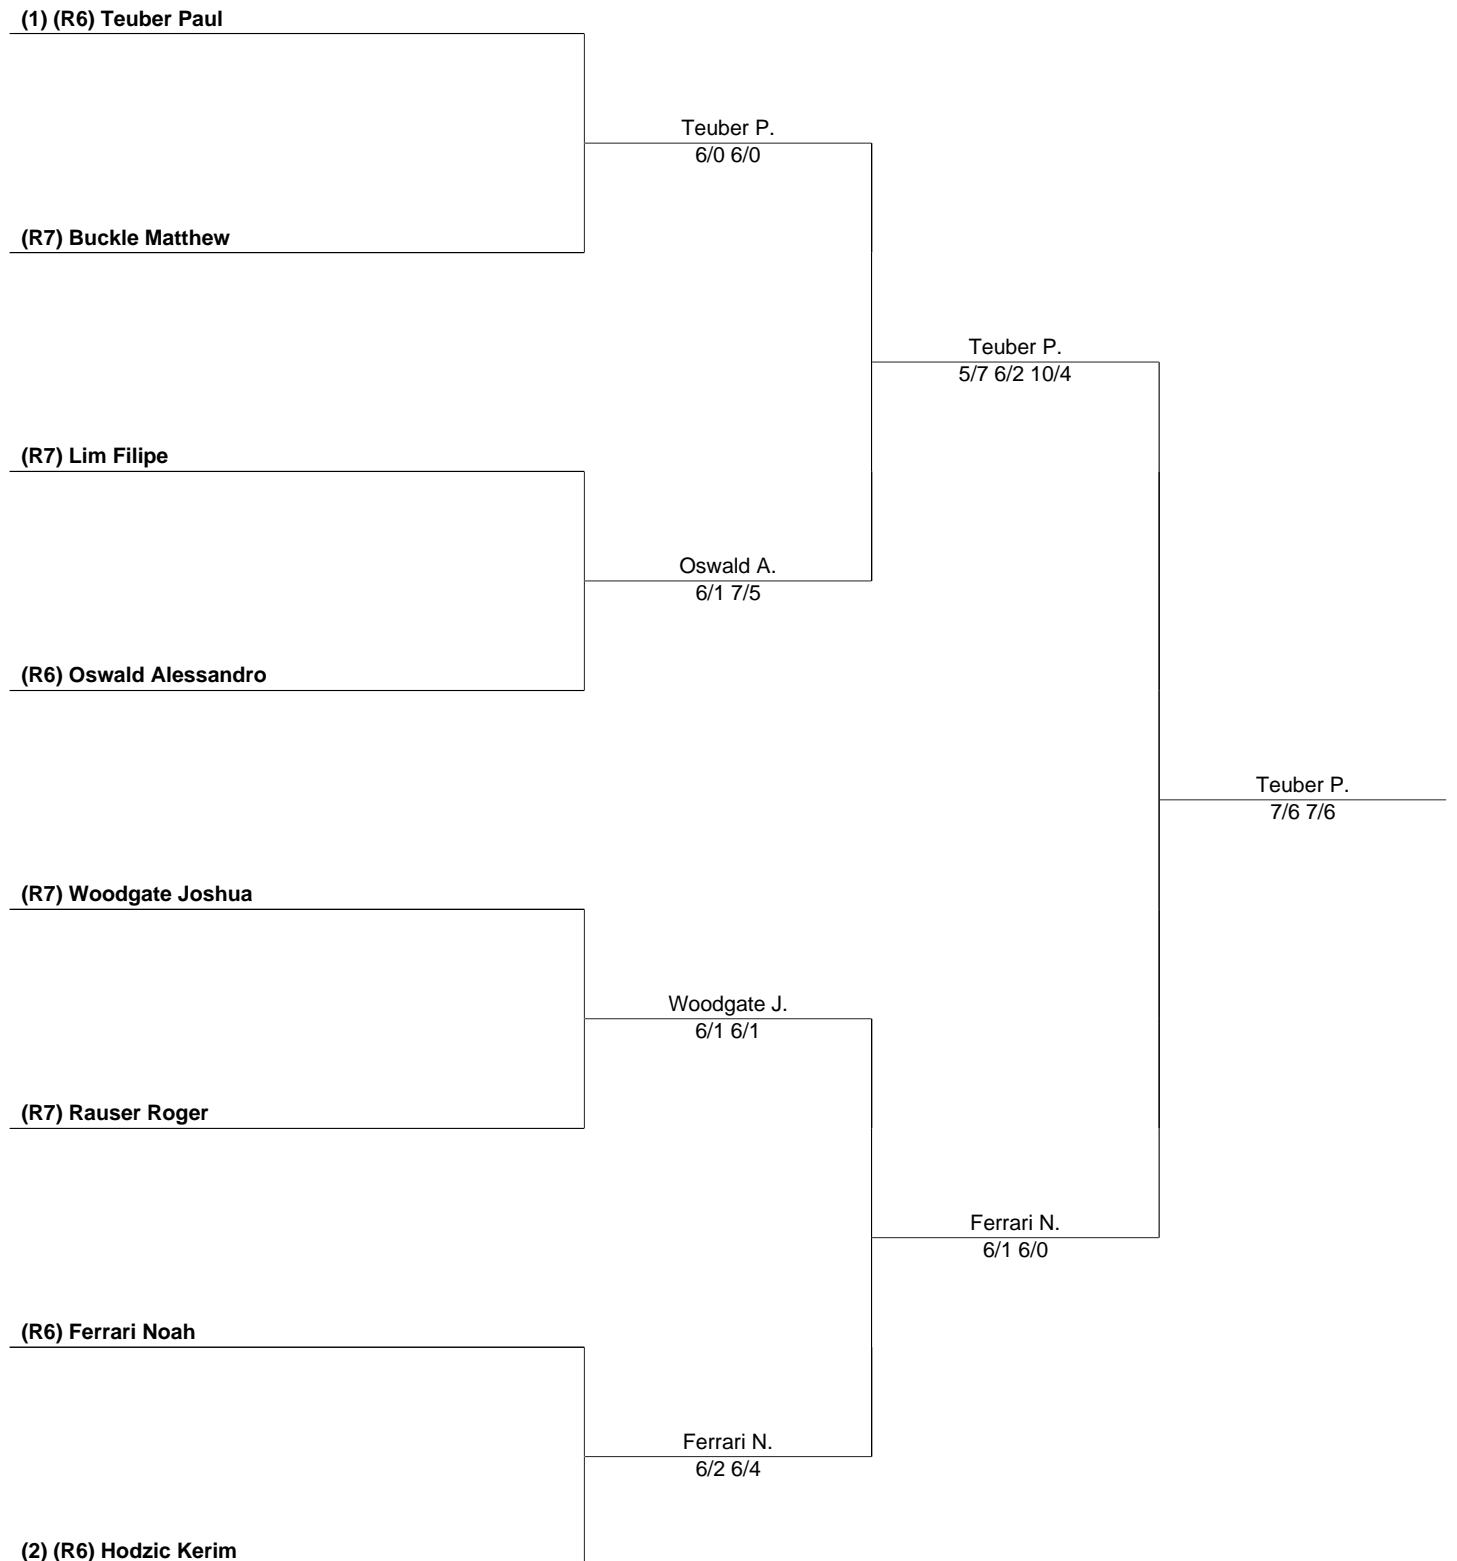 (1) (R6) Teuber Paul
Teuber P.
6/0 6/0
(R7) Buckle Matthew
Teuber P.
5/7 6/2 10/4
(R7) Lim Filipe
Oswald A.
6/1 7/5
(R6) Oswald Alessandro
Teuber P.
7/6 7/6
(R7) Woodgate Joshua
Woodgate J.
6/1 6/1
(R7) Rauser Roger
Ferrari N.
6/1 6/0
(R6) Ferrari Noah
Ferrari N.
6/2 6/4
(2) (R6) Hodzic Kerim